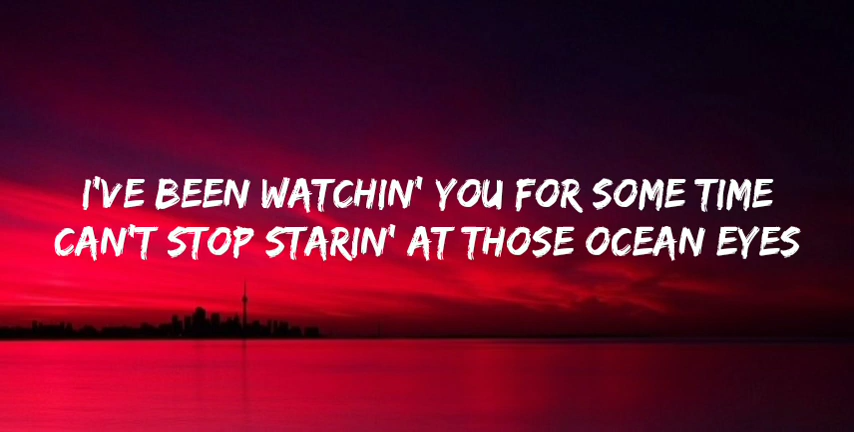 I'VE BEEN WATCHIN' YOU FOR SOME TIME
CAN'T STOP STARIN' AT THOSE OCEAN EYES